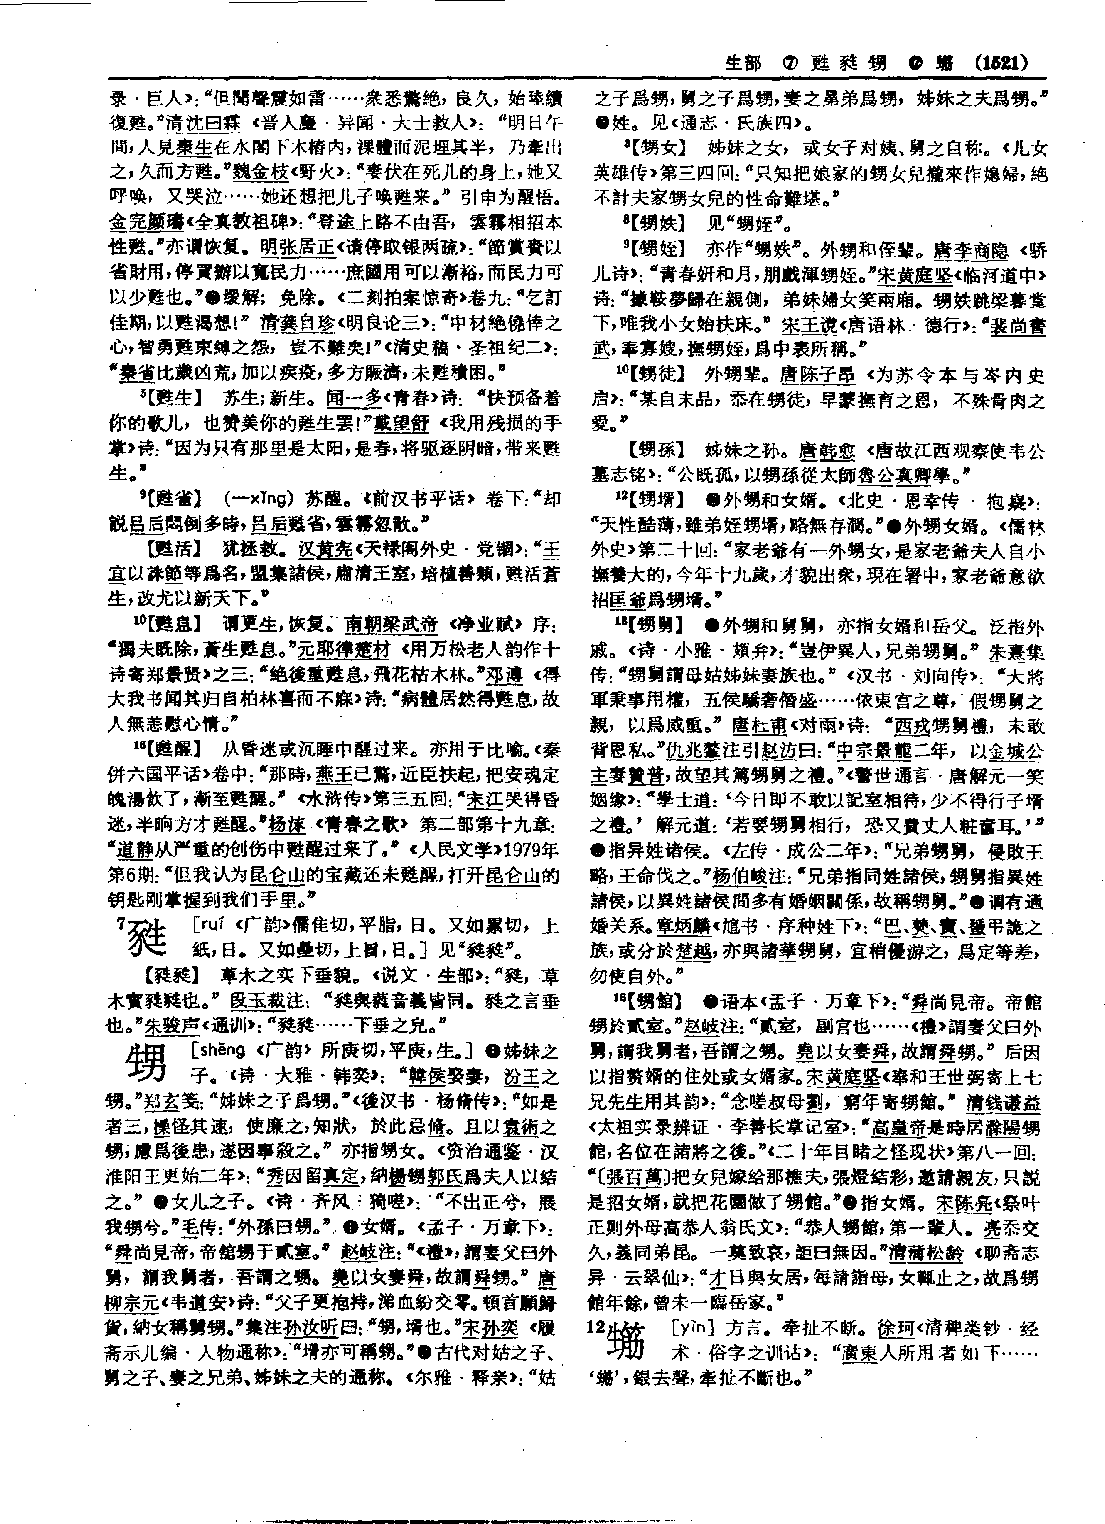 生部 ⑦ 甦 甤 甥 (1521)
录·巨人》：“但聞聲震如雷……衆悉驚絶，良久，始臻續
復甦。”清沈曰霖《晋人麈·异闻·大士救人》：“明日午
間，人見秦生在水閣下木樁内，裸體而泥埋其半，乃牽出
之，久而方甦。”魏金枝《野火》：“妻伏在死儿的身上，她又
呼唤，又哭泣……她还想把儿子唤甦来。”引申为醒悟。
金完颜璹《全真教祖碑》：“登途上路不由吾，雲霧相招本
性甦。”亦谓恢复。明张居正《请停取银两疏》：“節賞賚以
省財用，停買辦以寬民力……庶國用可以漸裕，而民力可
以少甦也。”❷缓解；免除。《二刻拍案惊奇》卷九：“乞訂
佳期，以甦渴想！”清龚自珍《明良论三》：“中材絶僥倖之
心，智勇甦束縛之怨，豈不難矣！”《清史稿·圣祖纪二》：
“秦省比歲凶荒，加以疾疫，多方賑濟，未甦積困。”
⁵【甦生】 苏生；新生。闻一多《青春》诗：“快预备着
你的歌儿，也赞美你的甦生罢！”戴望舒《我用残损的手
掌》诗：“因为只有那里是太阳，是春，将驱逐阴暗，带来甦
生。”
⁹【甦省】 （—xǐng）苏醒。《前汉书平话》卷下：“却
説吕后悶倒多時，吕后甦省，雲霧忽散。”
【甦活】 犹拯救。汉黄宪《天禄阁外史·党锢》：“王
宜以誅節等爲名，盟集諸侯，肅清王室，培植善類，甦活蒼
生，改尤以新天下。”
¹⁰【甦息】 谓更生，恢复。南朝梁武帝《净业赋》序：
“獨夫既除，蒼生甦息。”元耶律楚材《用万松老人韵作十
诗寄郑景贤》之三：“絶後重甦息，飛花枯木林。”邓溥《得
大我书闻其归自柏林喜而不寐》诗：“病體居然得甦息，故
人無恙慰心情。”
¹⁶【甦醒】 从昏迷或沉睡中醒过来。亦用于比喻。《秦
併六国平话》卷中：“那時，燕王已驚，近臣扶起，把安魂定
魄湯飲了，漸至甦醒。”《水浒传》第三五回：“宋江哭得昏
迷，半晌方才甦醒。”杨沫《青春之歌》第二部第十九章：
“道静从严重的创伤中甦醒过来了。”《人民文学》1979年
第6期：“但我认为昆仑山的宝藏还未甦醒，打开昆仑山的
钥匙刚掌握到我们手里。”
⁷甤 ［ruí《广韵》儒隹切，平脂，日。又如累切，上
紙，日。又如壘切，上旨，日。］见“甤甤”。
【甤甤】 草木之实下垂貌。《说文·生部》：“甤，草
木實甤甤也。”段玉裁注：“甤與蕤音義皆同。甤之言垂
也。”朱骏声《通训》：“甤甤……下垂之皃。”
甥 ［shēng《广韵》所庚切，平庚，生。］❶姊妹之
子。《诗·大雅·韩奕》：“韓侯娶妻，汾王之
甥。”郑玄笺：“姊妹之子爲甥。”《後汉书·杨脩传》：“如是
者三，操怪其速，使廉之，知狀，於此忌脩。且以袁術之
甥，慮爲後患，遂因事殺之。”亦指甥女。《资治通鉴·汉
淮阳王更始二年》：“秀因留真定，納楊甥郭氏爲夫人以結
之。”❷女儿之子。《诗·齐风·猗嗟》：“不出正兮，展
我甥兮。”毛传：“外孫曰甥。”❸女婿。《孟子·万章下》：
“舜尚見帝，帝館甥于貳室。”赵岐注：“《禮》，謂妻父曰外
舅，謂我舅者，吾謂之甥。堯以女妻舜，故謂舜甥。”唐
柳宗元《韦道安》诗：“父子更抱持，涕血紛交零。頓首願歸
貨，納女稱舅甥。”集注孙汝听曰：“甥，壻也。”宋孙奕《履
斋示儿编·人物通称》：“壻亦可稱甥。”❹古代对姑之子、
舅之子、妻之兄弟、姊妹之夫的通称。《尔雅·释亲》：“姑
之子爲甥，舅之子爲甥，妻之晜弟爲甥，姊妹之夫爲甥。”
❺姓。见《通志·氏族四》。
³【甥女】 姊妹之女，或女子对姨、舅之自称。《儿女
英雄传》第三四回：“只知把娘家的甥女兒攏來作媳婦，絶
不計夫家甥女兒的性命難堪。”
⁸【甥妷】 见“甥姪”。
⁹【甥姪】 亦作“甥妷”。外甥和侄辈。唐李商隐《骄
儿诗》：“青春妍和月，朋戲渾甥姪。”宋黄庭坚《临河道中》
诗：“據鞍夢歸在親側，弟妹婦女笑兩廂。甥妷跳梁暮堂
下，唯我小女始扶床。”宋王谠《唐语林·德行》：“裴尚書
武，奉寡嫂，撫甥姪，爲中表所稱。”
¹⁰【甥徒】 外甥辈。唐陈子昂《为苏令本与岑内史
启》：“某自末品，忝在甥徒，早蒙撫育之恩，不殊骨肉之
愛。”
【甥孫】 姊妹之孙。唐韩愈《唐故江西观察使韦公
墓志铭》：“公既孤，以甥孫從太師魯公真卿學。”
¹²【甥壻】 ❶外甥和女婿。《北史·恩幸传·抱嶷》：
“天性酷薄，雖弟姪甥壻，略無存潤。”❷外甥女婿。《儒林
外史》第二十回：“家老爺有一外甥女，是家老爺夫人自小
撫養大的，今年十九歲，才貌出衆，現在署中，家老爺意欲
招匡爺爲甥壻。”
¹³【甥舅】 ❶外甥和舅舅，亦指女婿和岳父。泛指外
戚。《诗·小雅·頍弁》：“豈伊異人，兄弟甥舅。”朱熹集
传：“甥舅謂母姑姊妹妻族也。”《汉书·刘向传》：“大將
軍秉事用權，五侯驕奢僭盛……依東宫之尊，假甥舅之
親，以爲威重。”唐杜甫《对雨》诗：“西戎甥舅禮，未敢
背恩私。”仇兆鳌注引赵汸曰：“中宗景龍二年，以金城公
主妻贊普，故望其篤甥舅之禮。”《警世通言·唐解元一笑
姻缘》：“學士道：‘今日即不敢以記室相待，少不得行子壻
之禮。’解元道：‘若要甥舅相行，恐又費丈人粧奩耳。’”
❷指异姓诸侯。《左传·成公二年》：“兄弟甥舅，侵敗王
略，王命伐之。”杨伯峻注：“兄弟指同姓諸侯，甥舅指異姓
諸侯，以異姓諸侯間多有婚姻關係，故稱甥舅。”❸谓有通
婚关系。章炳麟《訄书·序种姓下》：“巴、僰、賨、蜑弔詭之
族，或分於楚越，亦與諸華甥舅，宜稍優游之，爲定等差，
勿使自外。”
¹⁶【甥館】 ❶语本《孟子·万章下》：“舜尚見帝。帝館
甥於貳室。”赵岐注：“貳室，副宫也……《禮》謂妻父曰外
舅，謂我舅者，吾謂之甥。堯以女妻舜，故謂舜甥。”后因
以指赘婿的住处或女婿家。宋黄庭坚《奉和王世弼寄上七
兄先生用其韵》：“念嗟叔母劉，窮年寄甥館。”清钱谦益
《太祖实录辨证·李善长掌记室》：“高皇帝是時居滁陽甥
館，名位在諸將之後。”《二十年目睹之怪现状》第八一回：
“〔張百萬〕把女兒嫁給那樵夫，張燈結彩，邀請親友，只説
是招女婿，就把花園做了甥館。”❷指女婿。宋陈亮《祭叶
正则外母高恭人翁氏文》：“恭人甥館，第一輩人。亮忝交
久，義同弟昆。一奠致哀，詎曰無因。”清蒲松龄《聊斋志
异·云翠仙》：“才日與女居，每請詣母，女輒止之，故爲甥
館年餘，曾未一臨岳家。”
12 ［yǐn］方言。牵扯不断。徐珂《清稗类钞·经
术·俗字之训诂》：“廣東人所用者如下……
銀去聲，牽扯不斷也。”